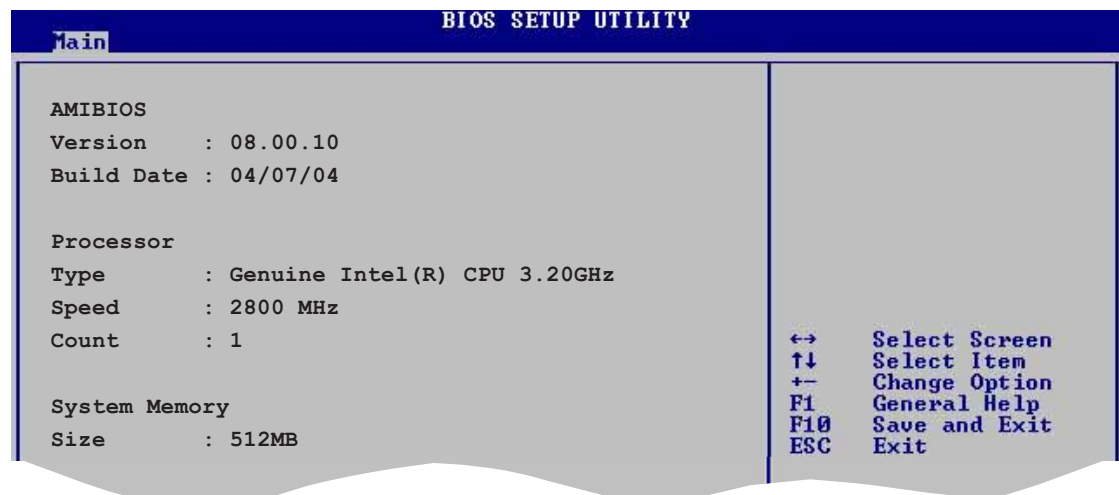 BIOS SETUP UTILITY
Main
AMIBIOS
Version : 08.00.10
Build Date : 04/07/04
Processor
Type : Genuine Intel(R) CPU 3.20GHz
Speed : 2800 MHz
Count : 1
System Memory
Size : 512MB
←→ Select Screen
↑↓ Select Item
+- Change Option
F1 General Help
F10 Save and Exit
ESC Exit